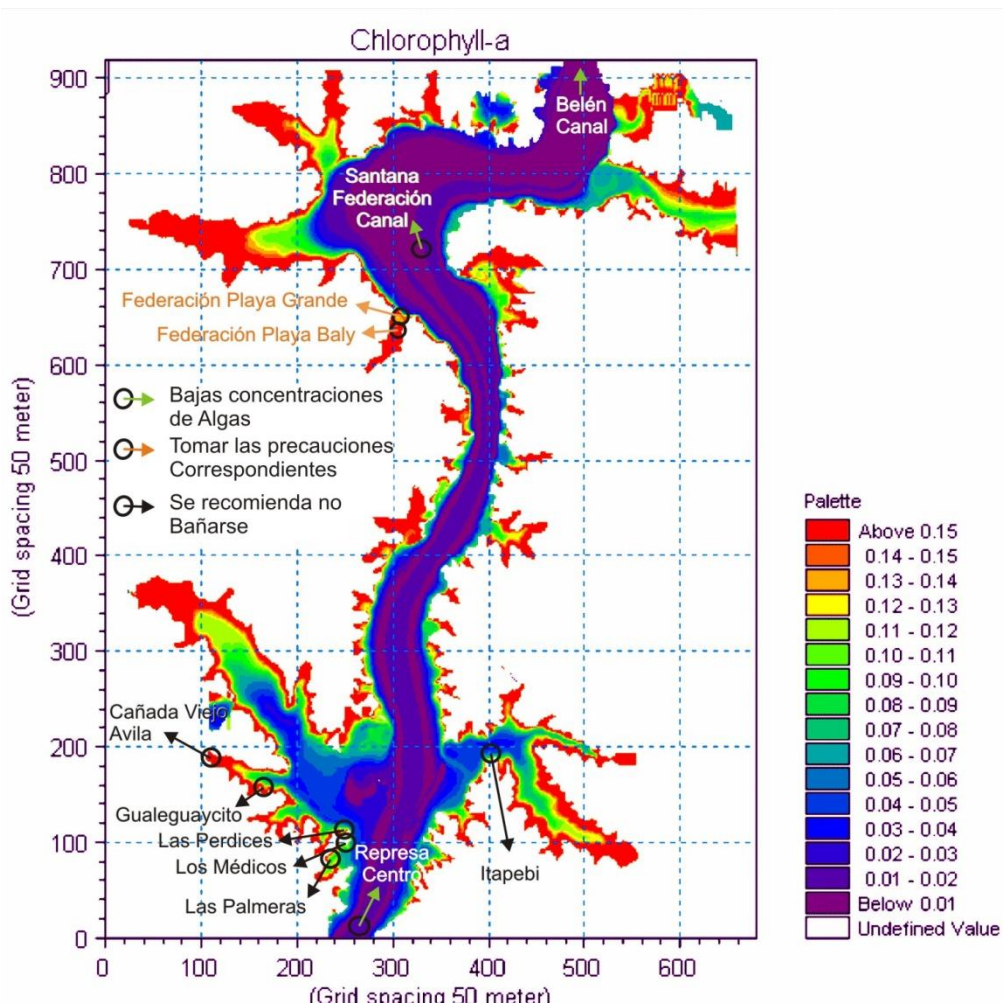 Chlorophyll-a
900
800
700
600
500
400
300
200
100
0
(Grid spacing 50 meter)
0
100
200
300
400
500
600
(Grid spacing 50 meter)
Belén
Canal
Santana
Federación
Canal
Federación Playa Grande
Federación Playa Baly
Bajas concentraciones
de Algas
Tomar las precauciones
Correspondientes
Se recomienda no
Bañarse
Cañada Viejo
Avila
Gualeguaycito
Las Perdices
Los Médicos
Las Palmeras
Represa
Centro
Itapebi
Palette
Above 0.15
0.14 - 0.15
0.13 - 0.14
0.12 - 0.13
0.11 - 0.12
0.10 - 0.11
0.09 - 0.10
0.08 - 0.09
0.07 - 0.08
0.06 - 0.07
0.05 - 0.06
0.04 - 0.05
0.03 - 0.04
0.02 - 0.03
0.01 - 0.02
Below 0.01
Undefined Value